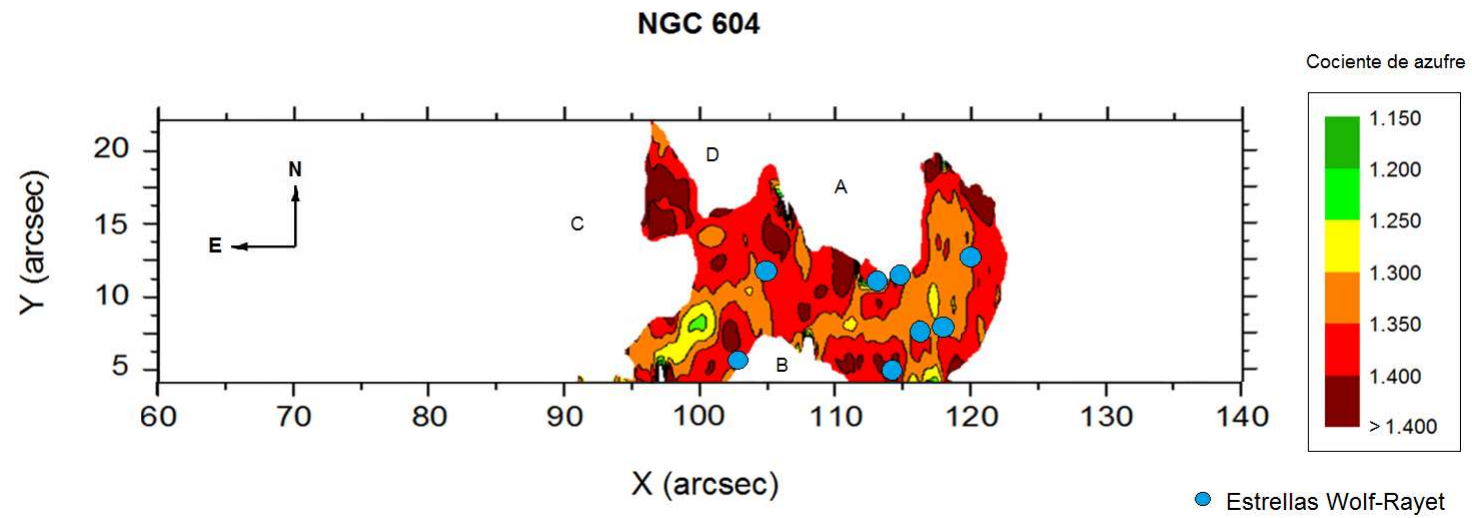 NGC 604
Cociente de azufre
1.150
1.200
1.250
1.300
1.350
1.400
> 1.400
20
15
10
5
Y (arcsec)
N
E
C
D
A
B
60 70 80 90 100 110 120 130 140
X (arcsec)
Estrellas Wolf-Rayet